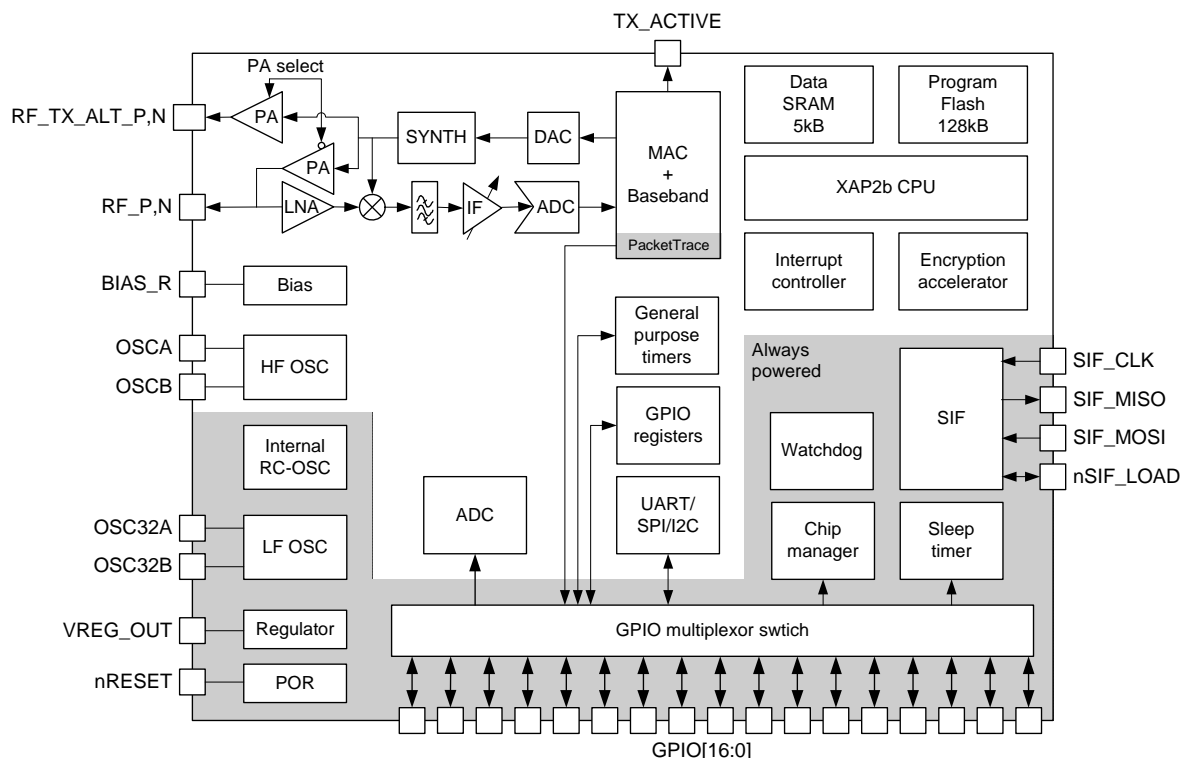 TX_ACTIVE
PA select
RF_TX_ALT_P,N
PA
PA
SYNTH
DAC
MAC
+
Baseband
PacketTrace
RF_P,N
LNA
IF
ADC
Data
SRAM
5kB
Program
Flash
128kB
XAP2b CPU
Interrupt
controller
Encryption
accelerator
BIAS_R
Bias
OSCA
OSCB
HF OSC
General
purpose
timers
Always
powered
SIF
SIF_CLK
SIF_MISO
SIF_MOSI
nSIF_LOAD
GPIO
registers
Watchdog
Internal
RC-OSC
ADC
UART/
SPI/I2C
Chip
manager
Sleep
timer
OSC32A
OSC32B
LF OSC
VREG_OUT
Regulator
GPIO multiplexor swtich
nRESET
POR
GPIO[16:0]